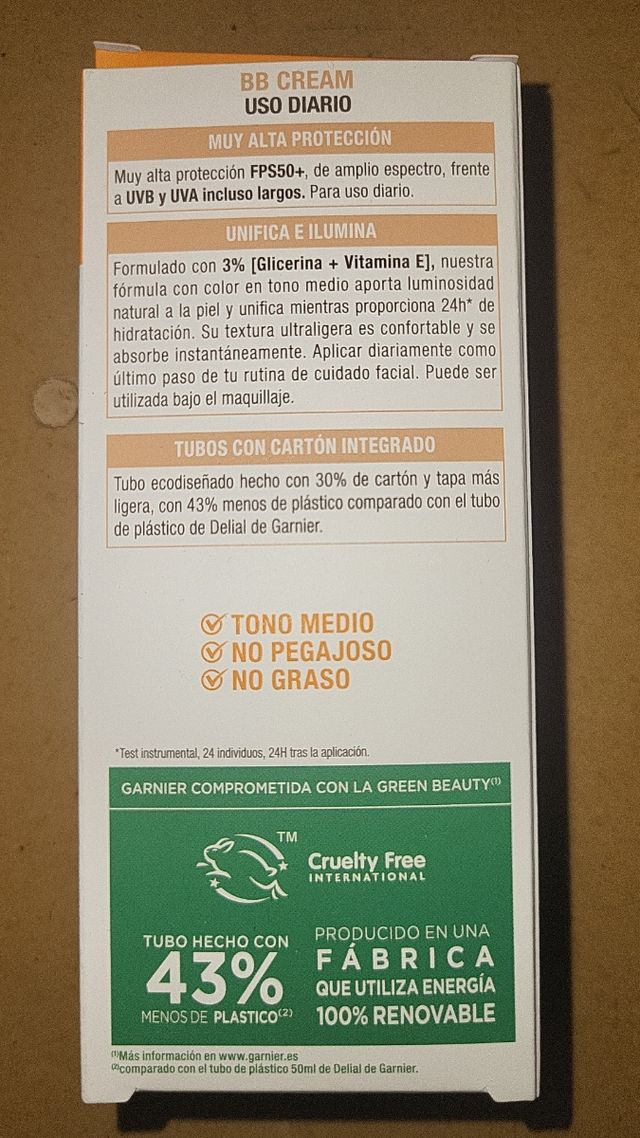 BB CREAM
USO DIARIO
MUY ALTA PROTECCIÓN
Muy alta protección FPS50+, de amplio espectro, frente
a UVB y UVA incluso largos. Para uso diario.
UNIFICA E ILUMINA
Formulado con 3% [Glicerina + Vitamina E], nuestra
fórmula con color en tono medio aporta luminosidad
natural a la piel y unifica mientras proporciona 24h* de
hidratación. Su textura ultraligera es confortable y se
absorbe instantáneamente. Aplicar diariamente como
último paso de tu rutina de cuidado facial. Puede ser
utilizada bajo el maquillaje.
TUBOS CON CARTÓN INTEGRADO
Tubo ecodiseñado hecho con 30% de cartón y tapa más
ligera, con 43% menos de plástico comparado con el tubo
de plástico de Delial de Garnier.
TONO MEDIO
NO PEGAJOSO
NO GRASO
*Test instrumental, 24 individuos, 24H tras la aplicación.
GARNIER COMPROMETIDA CON LA GREEN BEAUTY(1)
TM
Cruelty Free
INTERNATIONAL
TUBO HECHO CON
43%
MENOS DE PLASTICO(2)
PRODUCIDO EN UNA
FÁBRICA
QUE UTILIZA ENERGÍA
100% RENOVABLE
(1)Más información en www.garnier.es
(2)comparado con el tubo de plástico 50ml de Delial de Garnier.